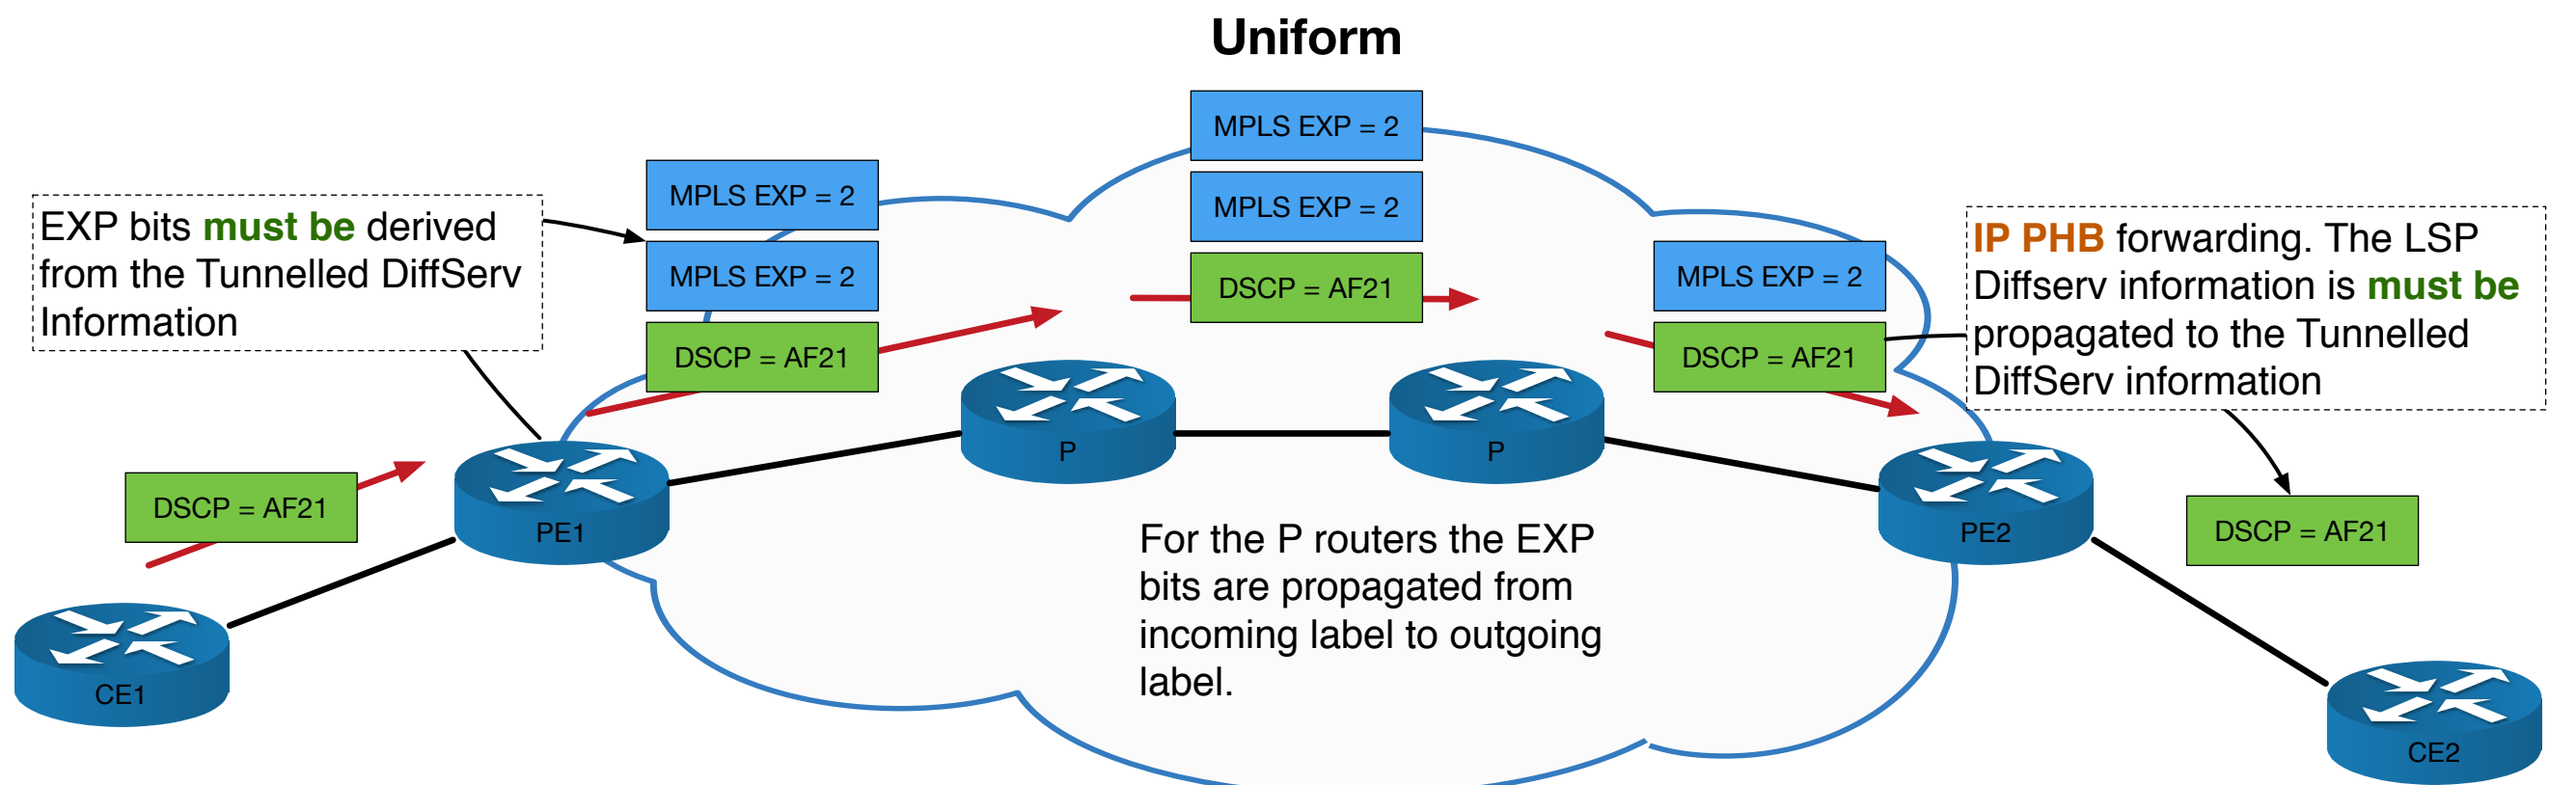 Uniform
EXP bits must be derived
from the Tunnelled DiffServ
Information
MPLS EXP = 2
MPLS EXP = 2
DSCP = AF21
MPLS EXP = 2
MPLS EXP = 2
DSCP = AF21
MPLS EXP = 2
DSCP = AF21
IP PHB forwarding. The LSP
Diffserv information is must be
propagated to the Tunnelled
DiffServ information
DSCP = AF21
CE1
PE1
P
P
PE2
DSCP = AF21
CE2
For the P routers the EXP
bits are propagated from
incoming label to outgoing
label.